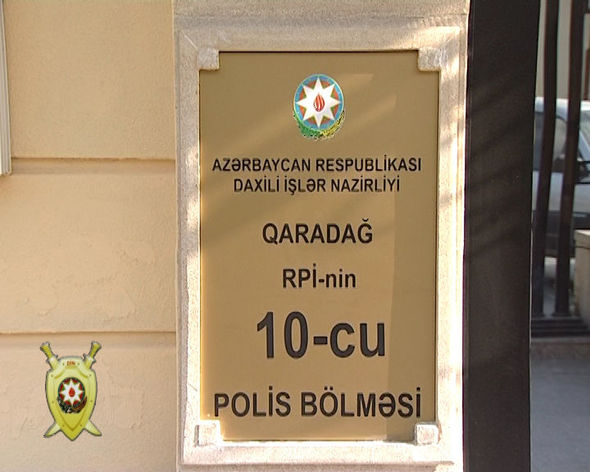 AZƏRBAYCAN RESPUBLİKASI
DAXİLİ İŞLƏR NAZİRLİYİ
QARADAĞ
RPİ-nin
10-cu
POLİS BÖLMƏSİ